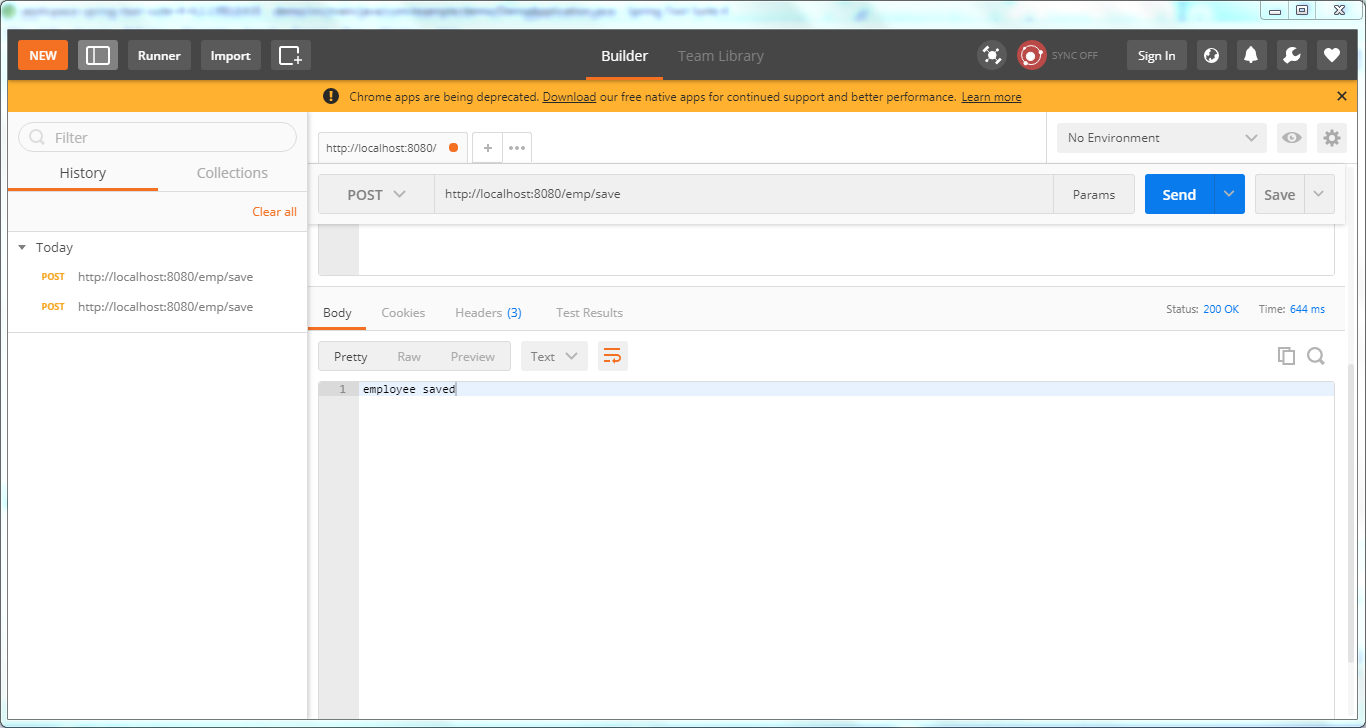 NEW Runner Import Builder Team Library SYNC OFF Sign In
Chrome apps are being deprecated. Download our free native apps for continued support and better performance. Learn more
Filter
History Collections
Clear all
Today
POST http://localhost:8080/emp/save
POST http://localhost:8080/emp/save
http://localhost:8080/ No Environment
POST http://localhost:8080/emp/save Params Send Save
Body Cookies Headers (3) Test Results Status: 200 OK Time: 644 ms
Pretty Raw Preview Text
1 employee saved